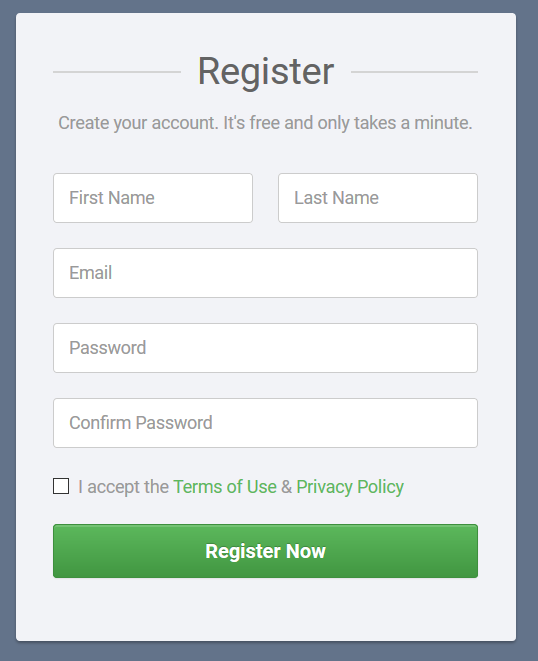 Register
Create your account. It's free and only takes a minute.
First Name Last Name
Email
Password
Confirm Password
I accept the Terms of Use & Privacy Policy
Register Now